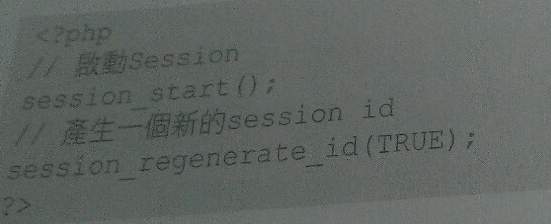 <?php
// 啟動Session
session_start();
// 產生一個新的session id
session_regenerate_id(TRUE);
?>